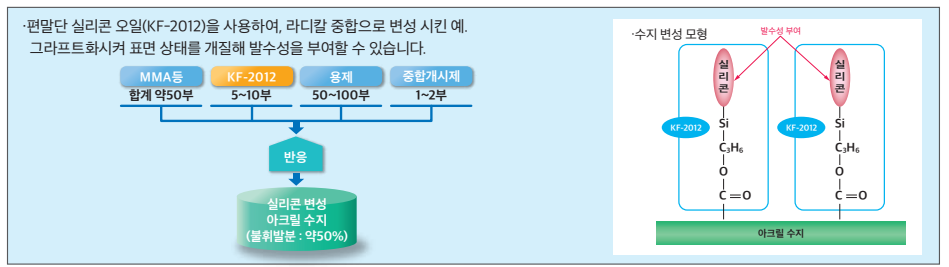 ·편말단 실리콘 오일(KF-2012)을 사용하여, 라디칼 중합으로 변성 시킨 예.
그라프트화시켜 표면 상태를 개질해 발수성을 부여할 수 있습니다.
MMA등 KF-2012 용제 중합개시제
합계 약50부 5~10부 50~100부 1~2부
반응
실리콘 변성
아크릴 수지
(불휘발분 : 약50%)
·수지 변성 모형
발수성 부여
실리콘 실리콘
Si Si
KF-2012 KF-2012
C₃H₆ C₃H₆
O O
C=O C=O
아크릴 수지